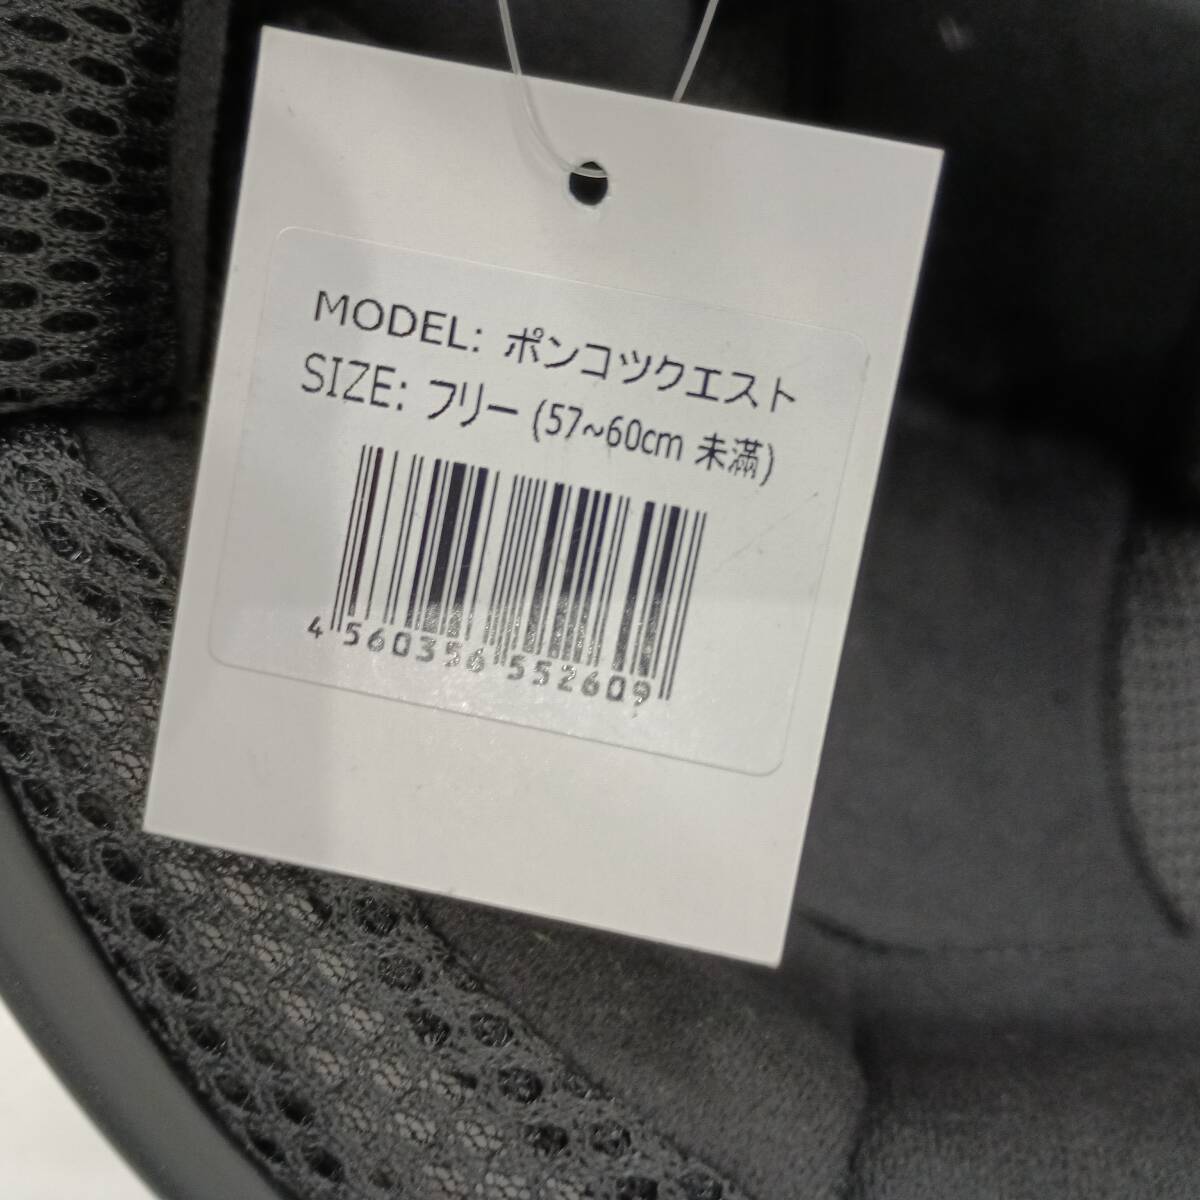 MODEL: ポンコツクエスト
SIZE: フリー (57~60cm 未滿)
4 560356 552609